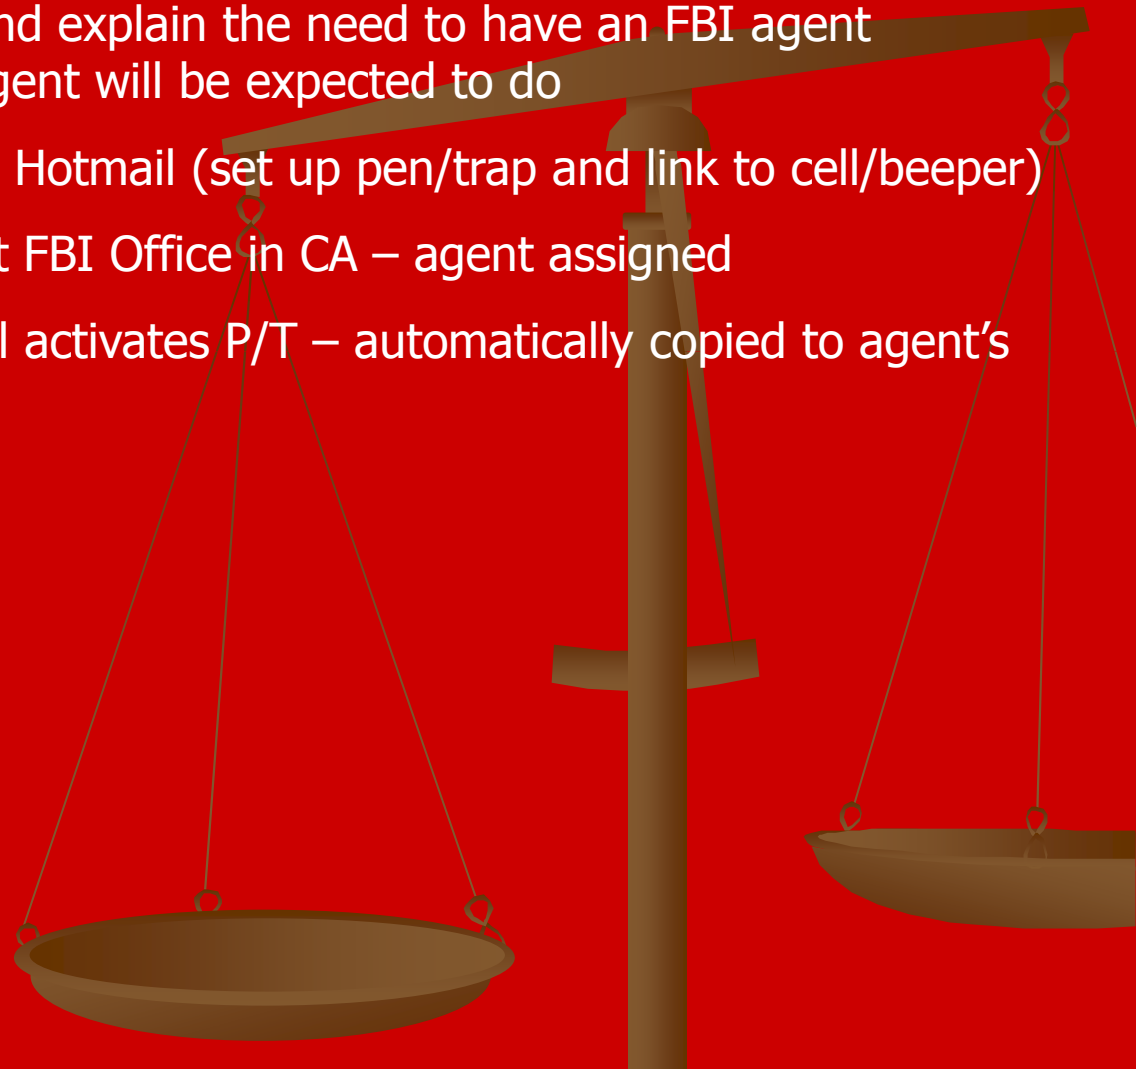 nd explain the need to have an FBI agent
gent will be expected to do
Hotmail (set up pen/trap and link to cell/beeper)
t FBI Office in CA – agent assigned
l activates P/T – automatically copied to agent’s